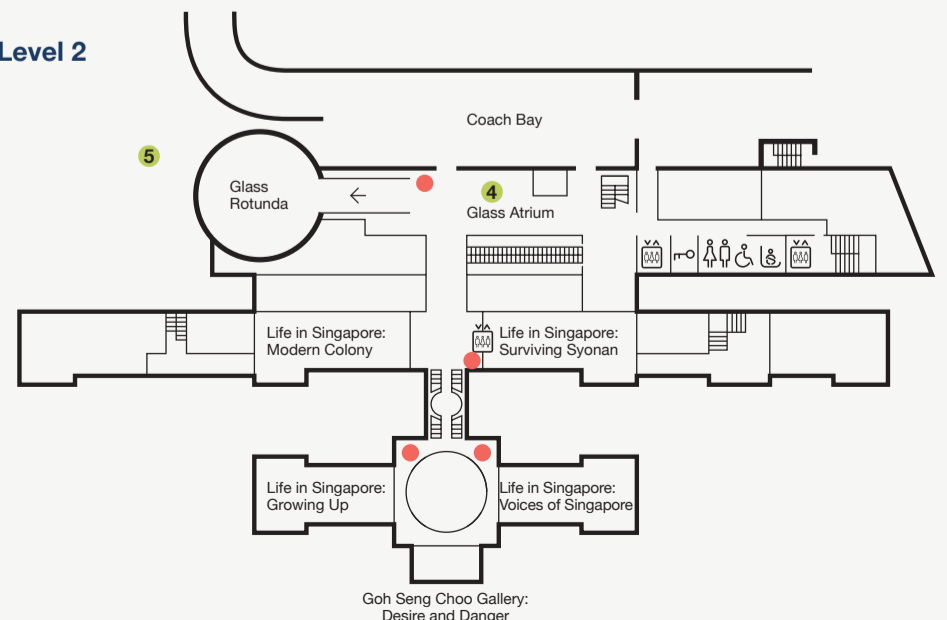 Level 2
Coach Bay
5
Glass
Rotunda
4
Glass Atrium
Life in Singapore:
Modern Colony
Life in Singapore:
Surviving Syonan
Life in Singapore:
Growing Up
Life in Singapore:
Voices of Singapore
Goh Seng Choo Gallery:
Desire and Danger